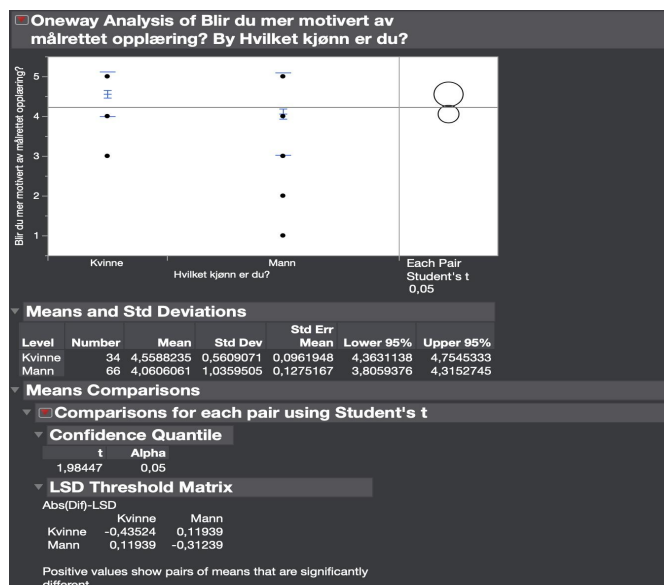 Oneway Analysis of Blir du mer motivert av
målrettet opplæring? By Hvilket kjønn er du?
Blir du mer motivert av målrettet opplæring?
5
4
3
2
1
Kvinne Mann
Hvilket kjønn er du?
Each Pair
Student's t
0,05
Means and Std Deviations
Std Err
Level Number Mean Std Dev Mean Lower 95% Upper 95%
Kvinne 34 4,5588235 0,5609071 0,0961948 4,3631138 4,7545333
Mann 66 4,0606061 1,0359505 0,1275167 3,8059376 4,3152745
Means Comparisons
Comparisons for each pair using Student's t
Confidence Quantile
t Alpha
1,98447 0,05
LSD Threshold Matrix
Abs(Dif)-LSD
Kvinne Mann
Kvinne -0,43524 0,11939
Mann 0,11939 -0,31239
Positive values show pairs of means that are significantly
different